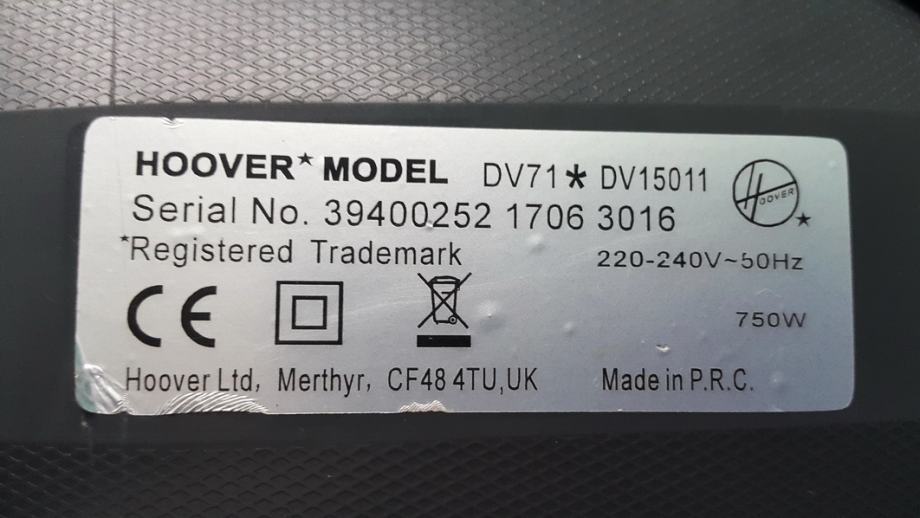 HOOVER★ MODEL DV71★ DV15011
HOOVER
Serial No. 39400252 1706 3016
★Registered Trademark 220-240V~50Hz
CE
750W
Hoover Ltd, Merthyr, CF48 4TU,UK Made in P.R.C.